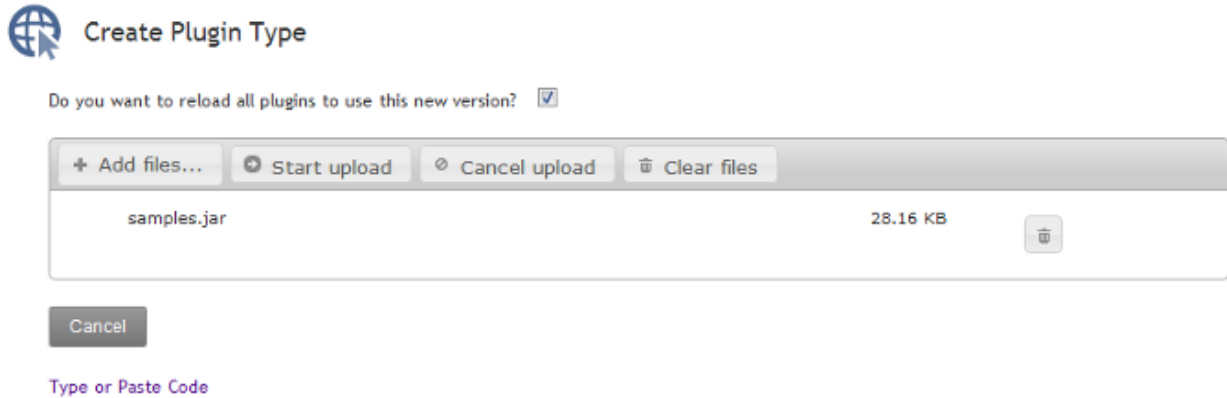 Create Plugin Type
Do you want to reload all plugins to use this new version?
Add files... Start upload Cancel upload Clear files
samples.jar 28.16 KB
Cancel
Type or Paste Code